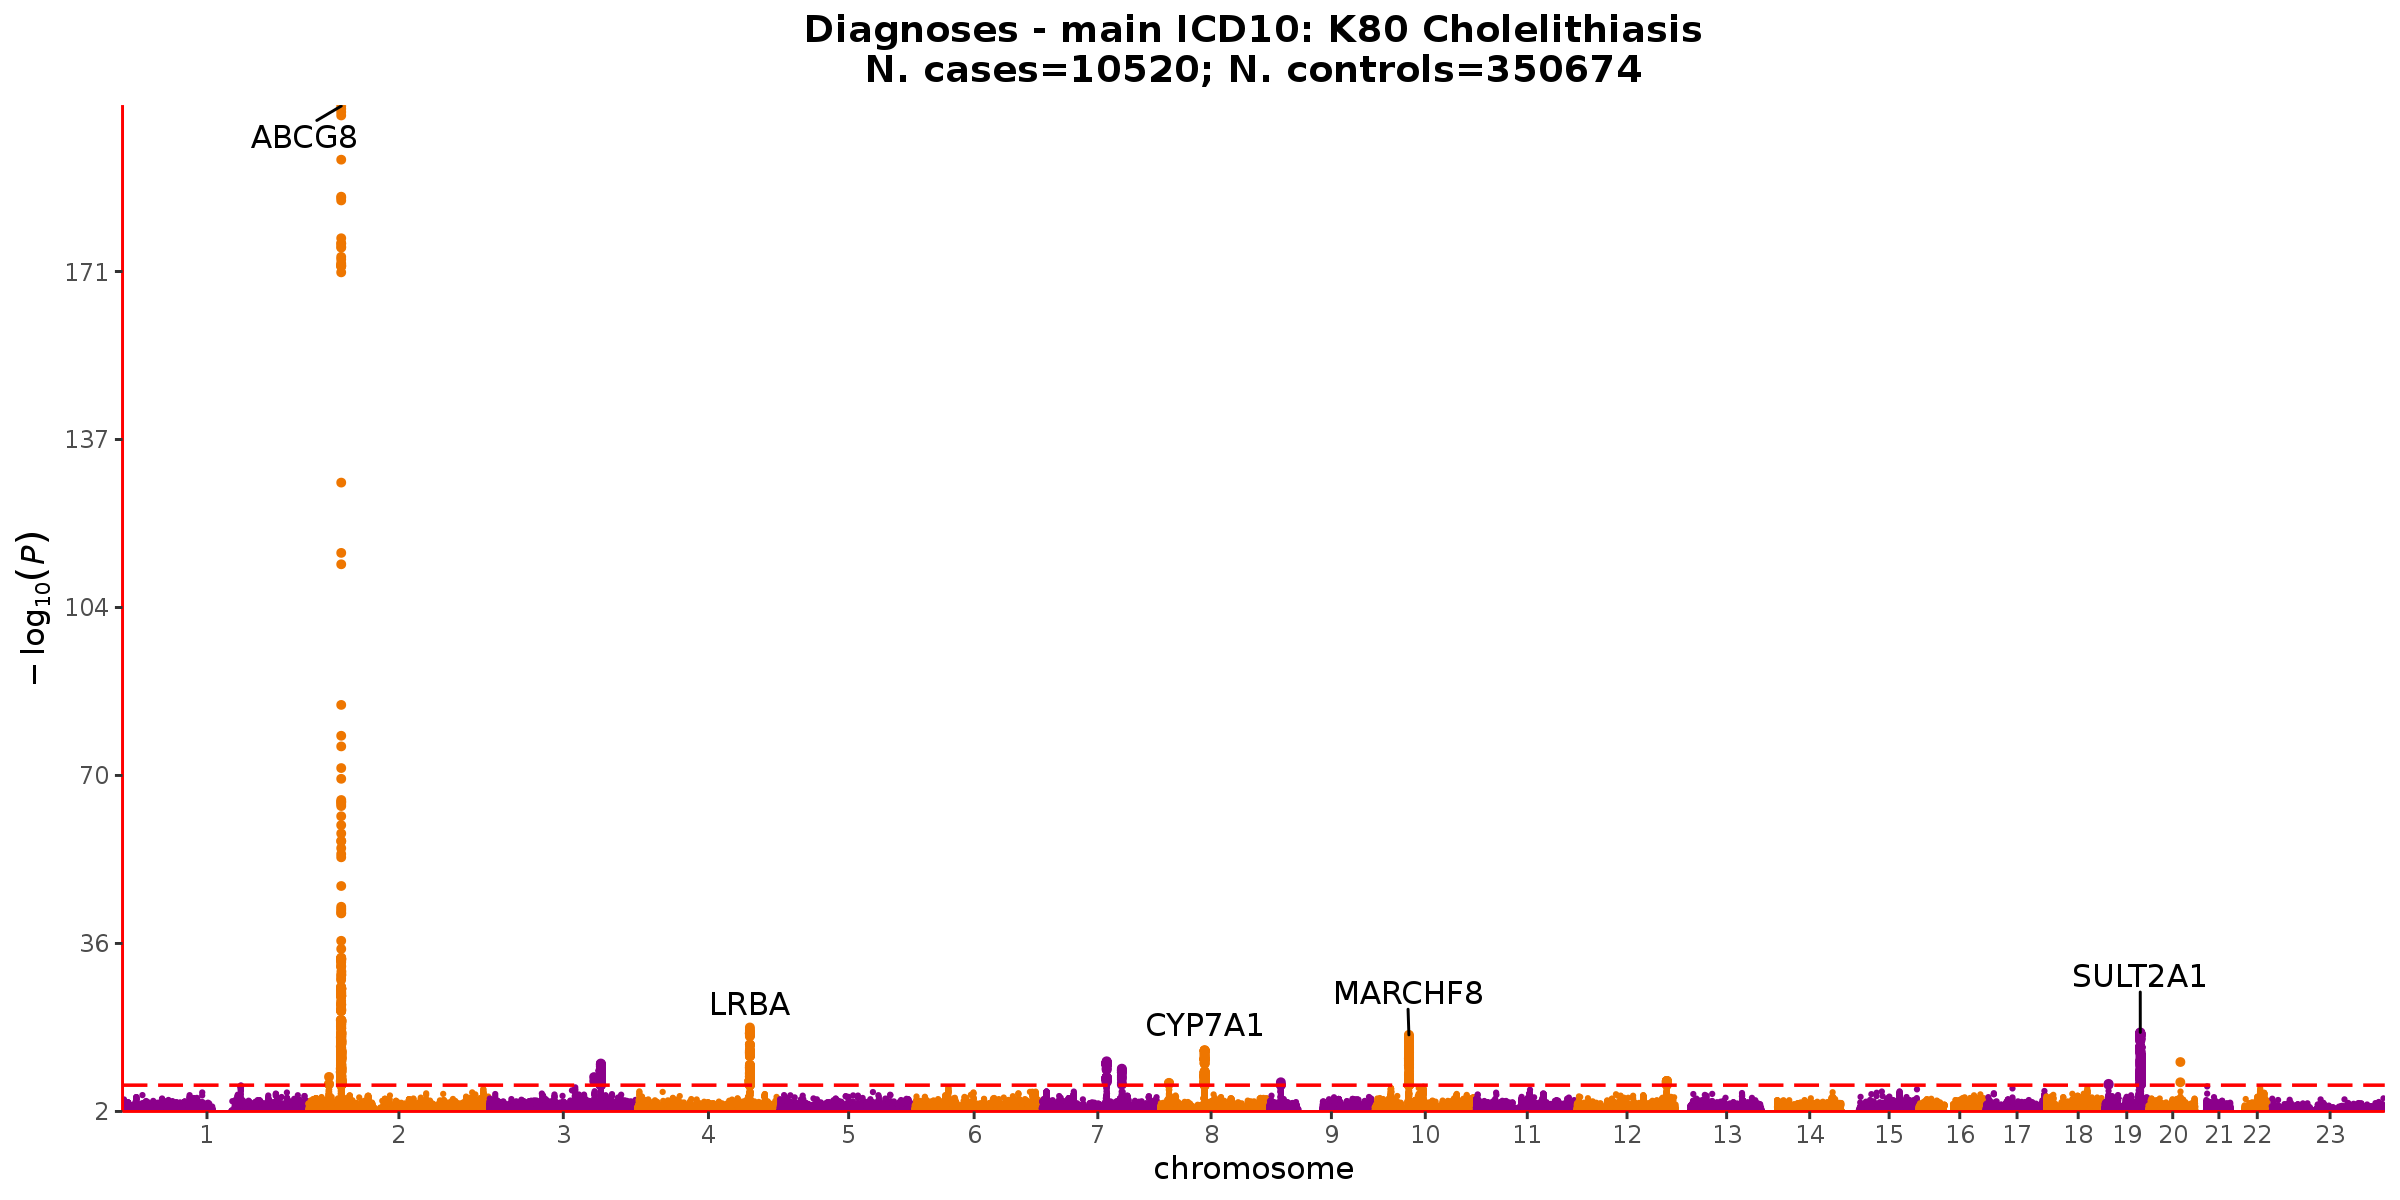 Diagnoses - main ICD10: K80 Cholelithiasis
N. cases=10520; N. controls=350674
ABCG8
171
137
104
−log₁₀(P)
70
36
SULT2A1
MARCHF8
LRBA
CYP7A1
2
1 2 3 4 5 6 7 8 9 10 11 12 13 14 15 16 17 18 19 20 21 22 23
chromosome